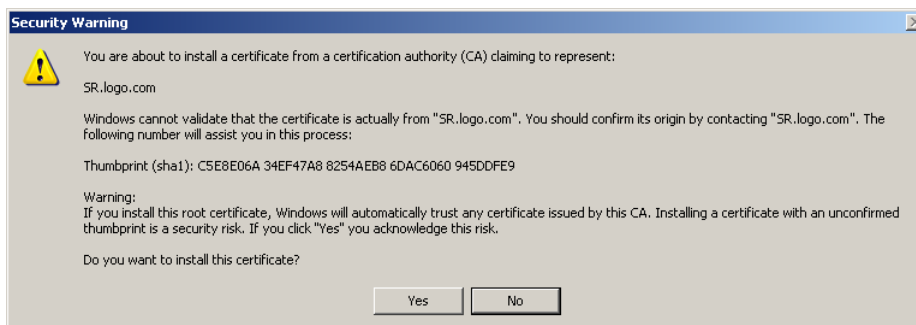 Security Warning
You are about to install a certificate from a certification authority (CA) claiming to represent:
SR.logo.com
Windows cannot validate that the certificate is actually from "SR.logo.com". You should confirm its origin by contacting "SR.logo.com". The
following number will assist you in this process:
Thumbprint (sha1): C5E8E06A 34EF47A8 8254AEB8 6DAC6060 945DDFE9
Warning:
If you install this root certificate, Windows will automatically trust any certificate issued by this CA. Installing a certificate with an unconfirmed
thumbprint is a security risk. If you click "Yes" you acknowledge this risk.
Do you want to install this certificate?
Yes
No